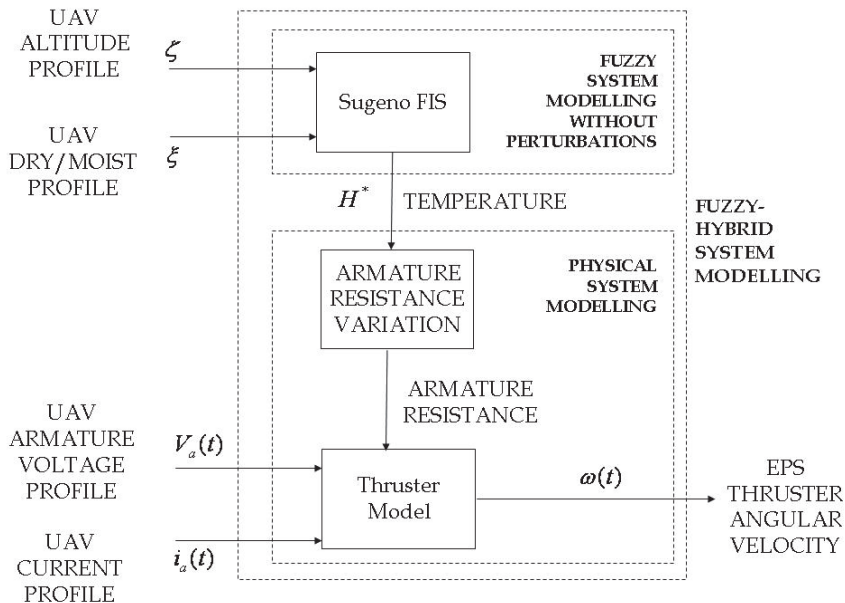 UAV
ALTITUDE
PROFILE
ζ
UAV
DRY/MOIST
PROFILE
ξ
Sugeno FIS
FUZZY
SYSTEM
MODELLING
WITHOUT
PERTURBATIONS
H* TEMPERATURE
FUZZY-
HYBRID
SYSTEM
MODELLING
ARMATURE
RESISTANCE
VARIATION
PHYSICAL
SYSTEM
MODELLING
ARMATURE
RESISTANCE
UAV
ARMATURE
VOLTAGE
PROFILE
V_a(t)
UAV
CURRENT
PROFILE
i_a(t)
Thruster
Model
ω(t)
EPS
THRUSTER
ANGULAR
VELOCITY